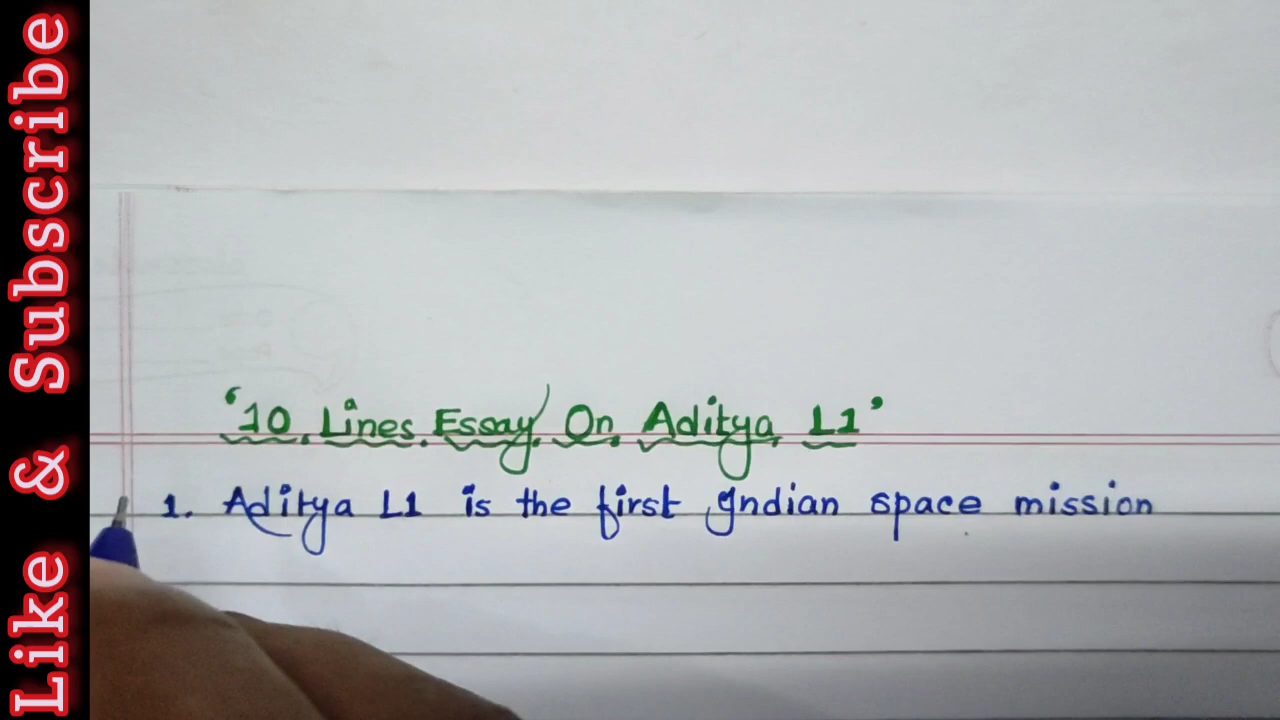 Like & Subscribe
'10 Lines Essay On Aditya L1'
1. Aditya L1 is the first Indian space mission